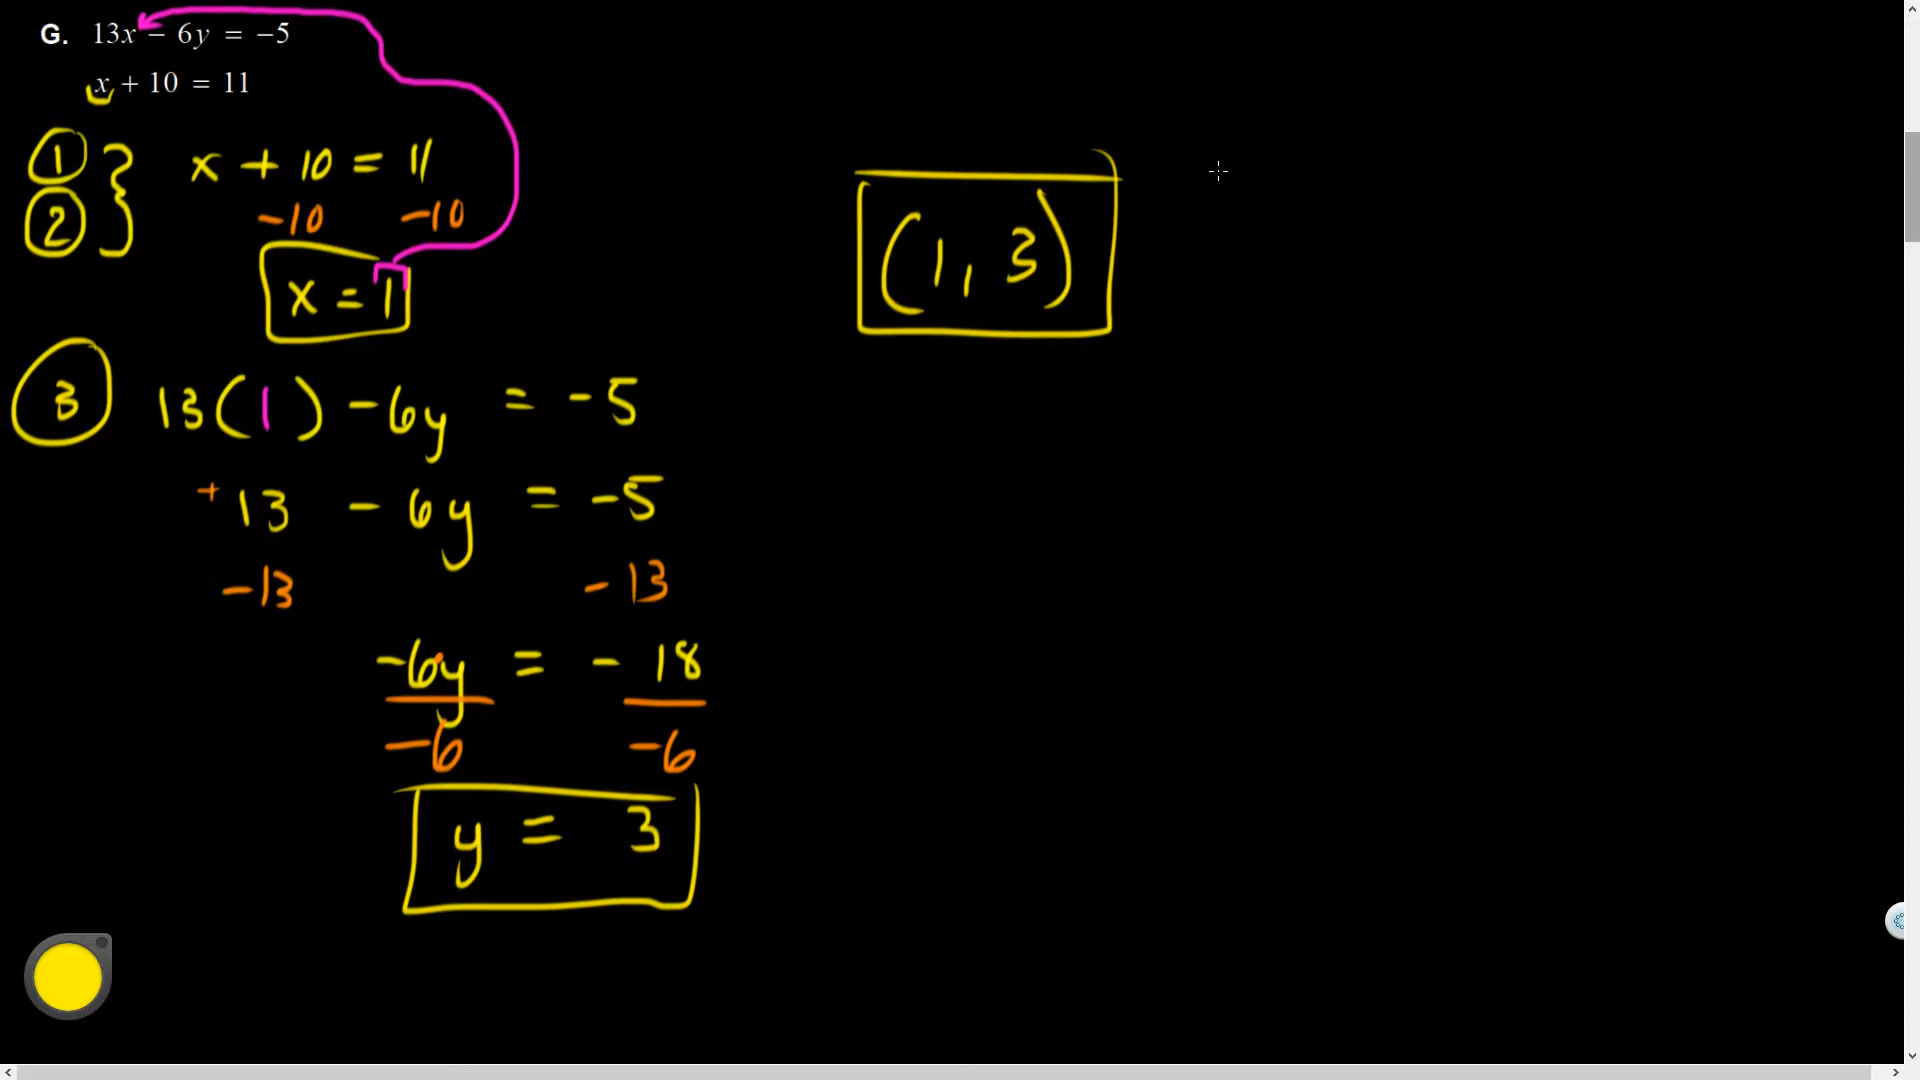 G. 13x − 6y = −5
x + 10 = 11
1 } x + 10 = 11
2 −10 −10
x = 1
3 13(1) −6y = −5
+13 − 6y = −5
−13 −13
−6y = − 18
−6 −6
y = 3
(1, 3)